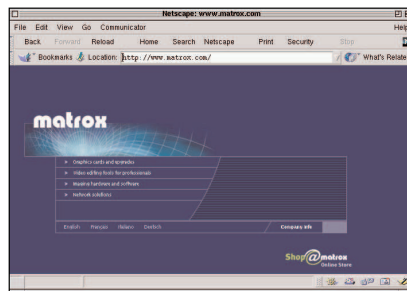 Netscape: www.matrox.com
File Edit View Go Communicator Help
Back Forward Reload Home Search Netscape Print Security Stop
Bookmarks Location: http://www.matrox.com/ What's Relate
matrox
Graphics cards and upgrades
Video editing tools for professionals
Imaging hardware and software
Network solutions
English Français Italiano Deutsch Company info
Shop@matrox
Online Store